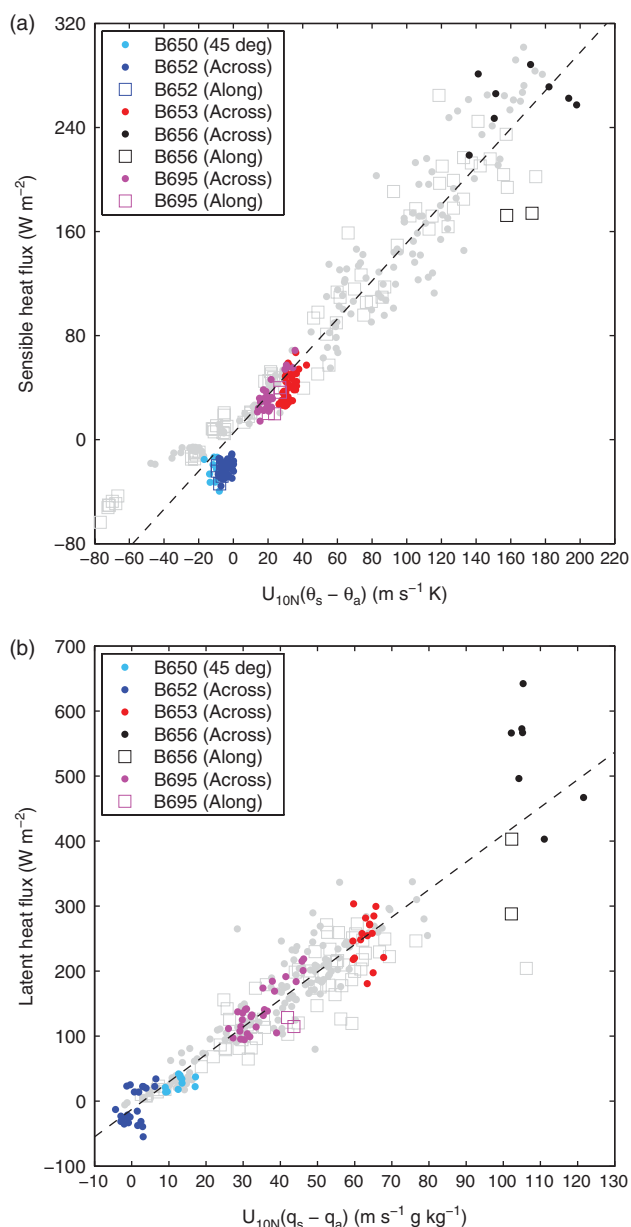 (a)
320
240
160
80
0
−80
Sensible heat flux (W m−2)
B650 (45 deg)
B652 (Across)
B652 (Along)
B653 (Across)
B656 (Across)
B656 (Along)
B695 (Across)
B695 (Along)
−80 −60 −40 −20 0 20 40 60 80 100 120 140 160 180 200 220
U10N(θs − θa) (m s−1 K)
(b)
700
600
500
400
300
200
100
0
−100
Latent heat flux (W m−2)
B650 (45 deg)
B652 (Across)
B653 (Across)
B656 (Across)
B656 (Along)
B695 (Across)
B695 (Along)
−10 0 10 20 30 40 50 60 70 80 90 100 110 120 130
U10N(qs − qa) (m s−1 g kg−1)